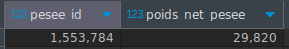 123 pesee id 123 poids net pesee
1,553,784 29,820